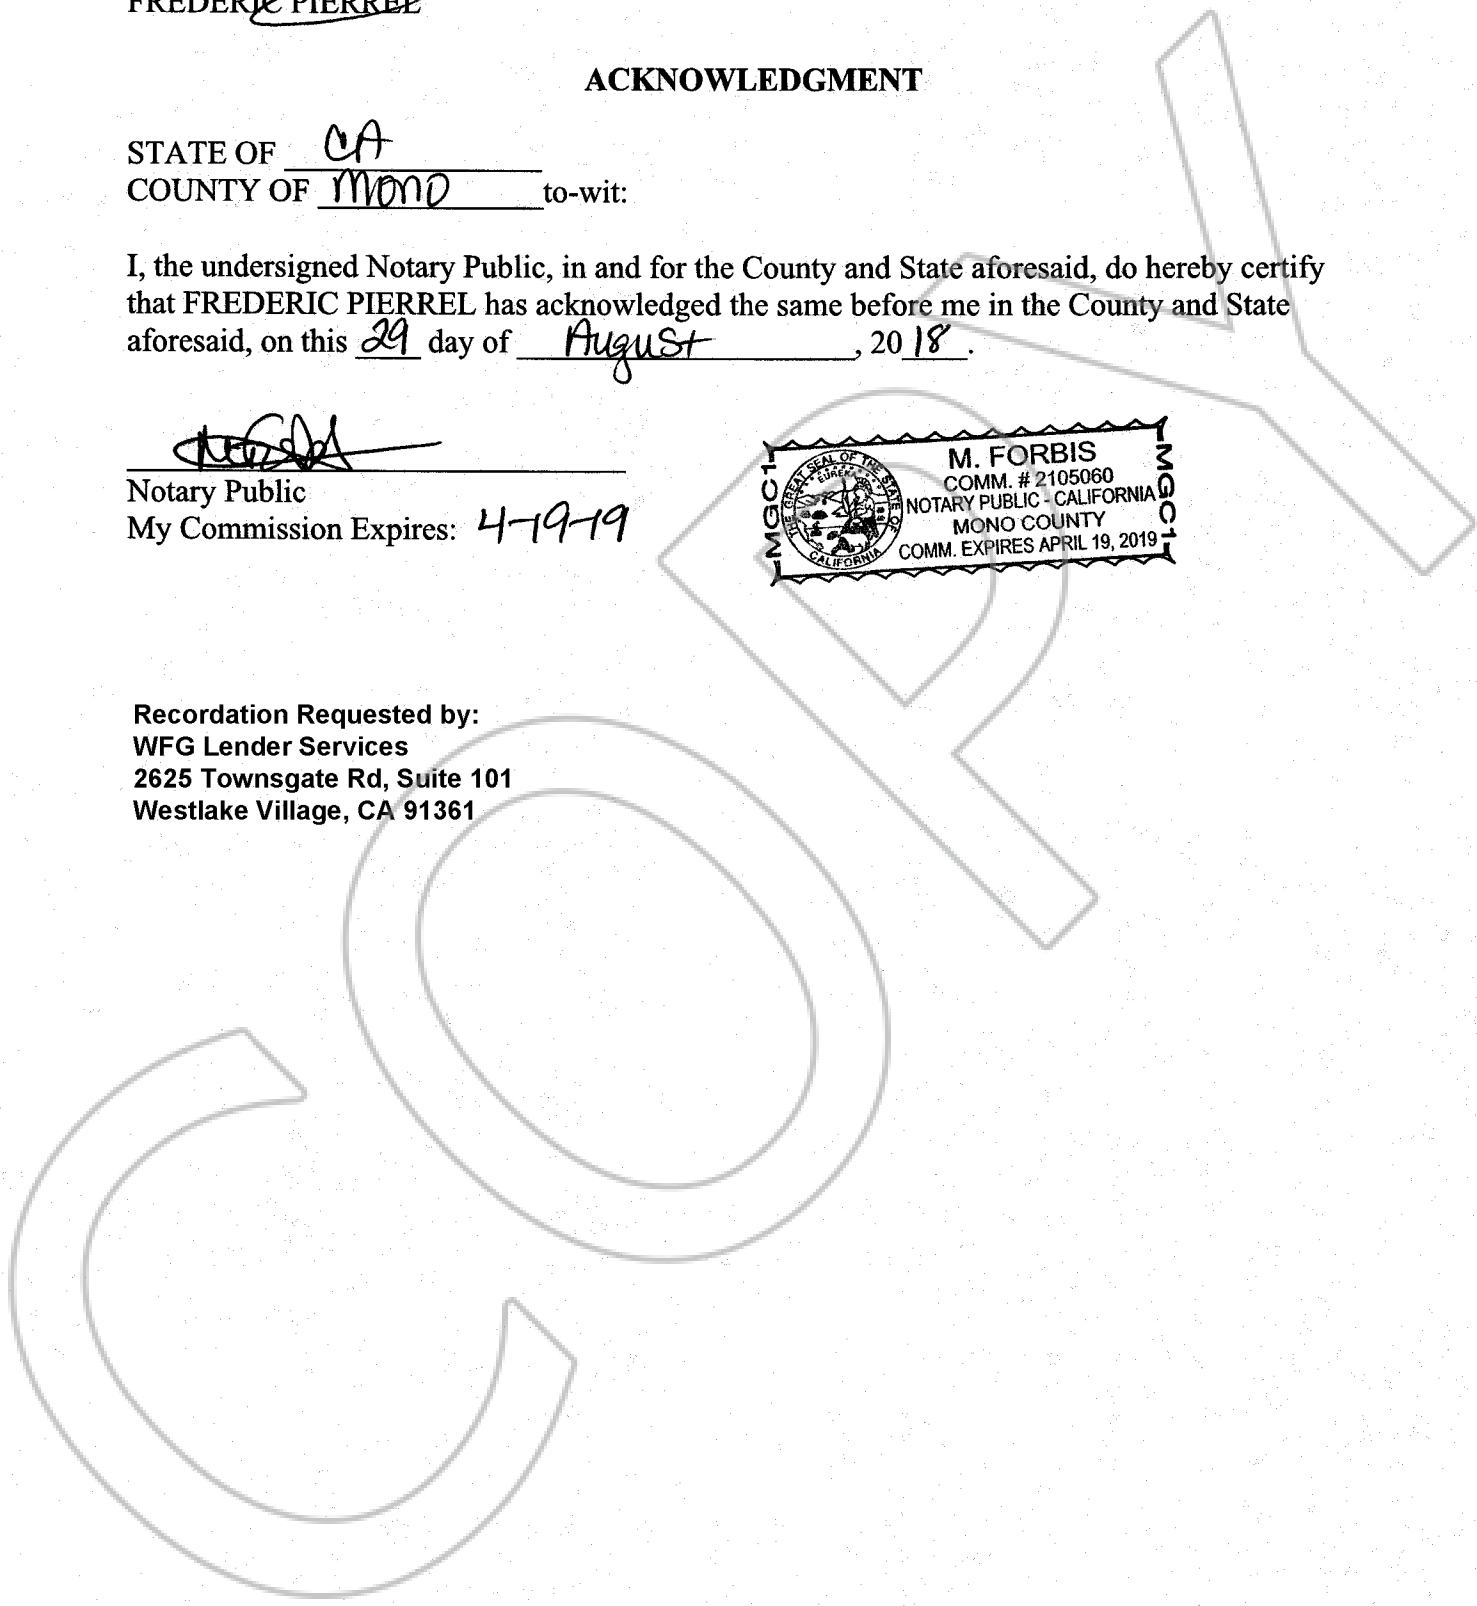 FREDERIC PIERREL
ACKNOWLEDGMENT
STATE OF CA
COUNTY OF MONO to-wit:
I, the undersigned Notary Public, in and for the County and State aforesaid, do hereby certify
that FREDERIC PIERREL has acknowledged the same before me in the County and State
aforesaid, on this 29 day of August, 2018.
Notary Public
My Commission Expires: 4-19-19
MGC1
THE GREAT SEAL OF THE STATE OF CALIFORNIA
EUREKA
M. FORBIS
COMM. # 2105060
NOTARY PUBLIC - CALIFORNIA
MONO COUNTY
COMM. EXPIRES APRIL 19, 2019
MGC1
Recordation Requested by:
WFG Lender Services
2625 Townsgate Rd, Suite 101
Westlake Village, CA 91361
COPY